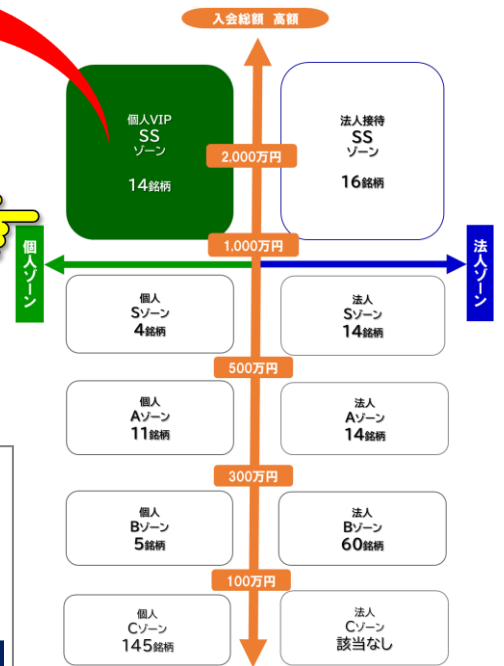 入会総額 高額
個人VIP
SS
ゾーン
14銘柄
法人接待
SS
ゾーン
16銘柄
2.000万円
1.000万円
個人ゾーン
法人ゾーン
個人
Sゾーン
4銘柄
法人
Sゾーン
14銘柄
500万円
個人
Aゾーン
11銘柄
法人
Aゾーン
14銘柄
300万円
個人
Bゾーン
5銘柄
法人
Bゾーン
60銘柄
100万円
個人
Cゾーン
145銘柄
法人
Cゾーン
該当なし